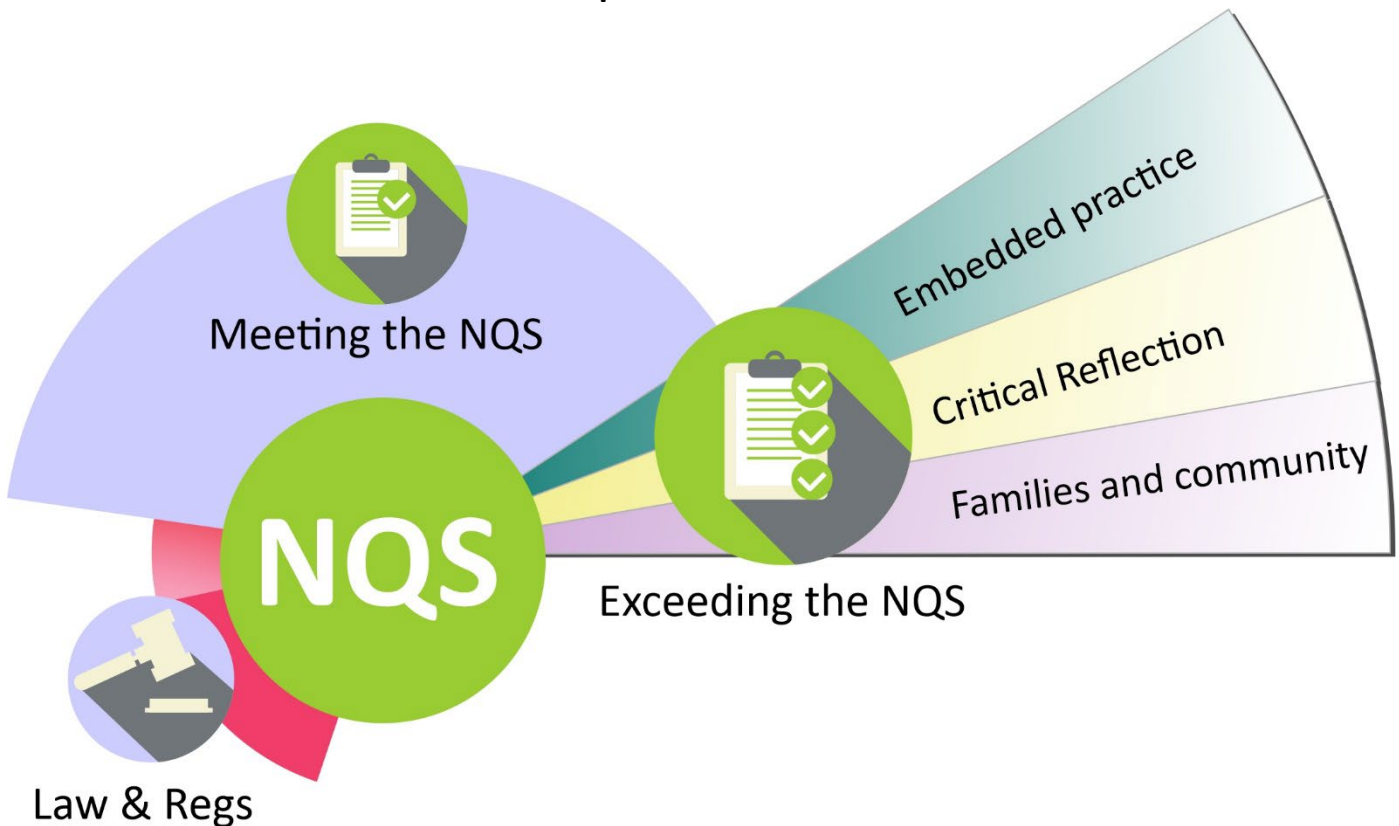 Meeting the NQS
Embedded practice
Critical Reflection
Families and community
NQS
Exceeding the NQS
Law & Regs